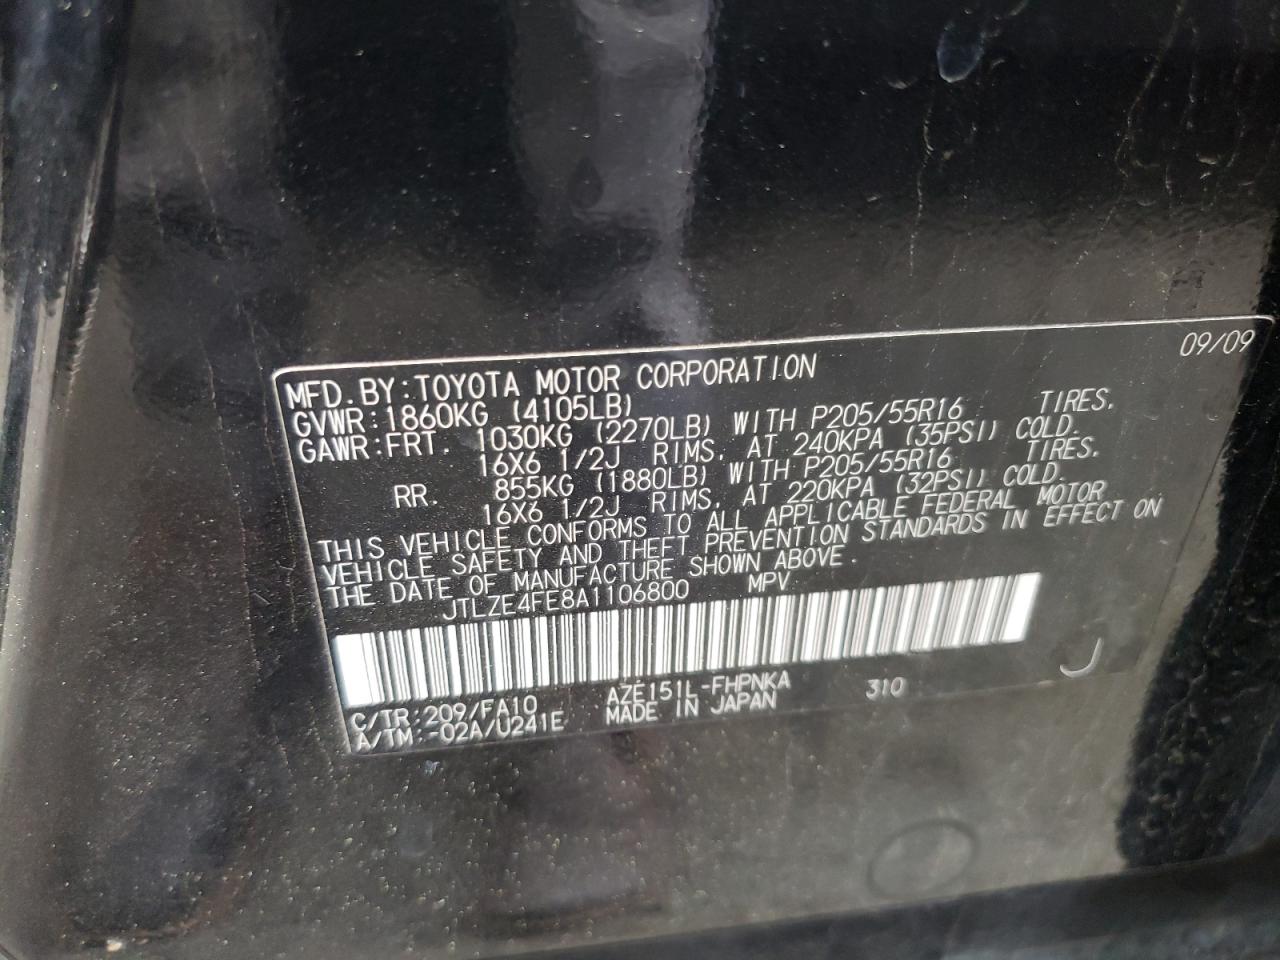 09/09
MFD. BY: TOYOTA MOTOR CORPORATION
GVWR: 1860KG (4105LB)
GAWR: FRT. 1030KG (2270LB) WITH P205/55R16 TIRES,
16X6 1/2J RIMS, AT 240KPA (35PSI) COLD.
RR. 855KG (1880LB) WITH P205/55R16 TIRES,
16X6 1/2J RIMS, AT 220KPA (32PSI) COLD.
THIS VEHICLE CONFORMS TO ALL APPLICABLE FEDERAL MOTOR
VEHICLE SAFETY AND THEFT PREVENTION STANDARDS IN EFFECT ON
THE DATE OF MANUFACTURE SHOWN ABOVE.
JTLZE4FE8A1106800 MPV
C/TR: 209/FA10 AZE151L-FHPNKA 310
A/TM: -02A/U241E MADE IN JAPAN